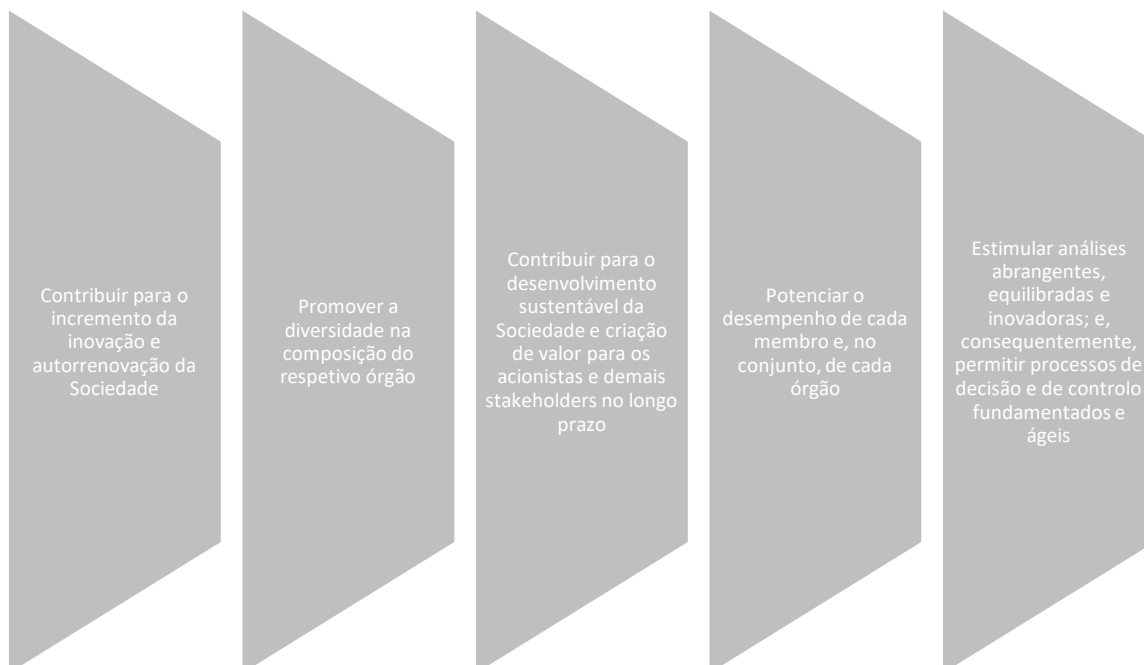 Contribuir para o
incremento da
inovação e
autorrenovação da
Sociedade
Promover a
diversidade na
composição do
respetivo órgão
Contribuir para o
desenvolvimento
sustentável da
Sociedade e criação
de valor para os
acionistas e demais
stakeholders no longo
prazo
Potenciar o
desempenho de cada
membro e, no
conjunto, de cada
órgão
Estimular análises
abrangentes,
equilibradas e
inovadoras; e,
consequentemente,
permitir processos de
decisão e de controlo
fundamentados e
ágeis